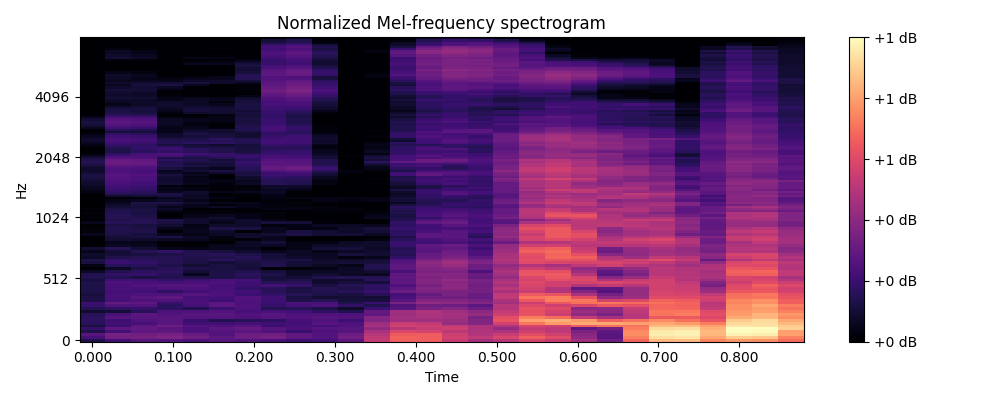 Normalized Mel-frequency spectrogram
Hz
4096
2048
1024
512
0
0.000 0.100 0.200 0.300 0.400 0.500 0.600 0.700 0.800
Time
+1 dB
+1 dB
+1 dB
+0 dB
+0 dB
+0 dB